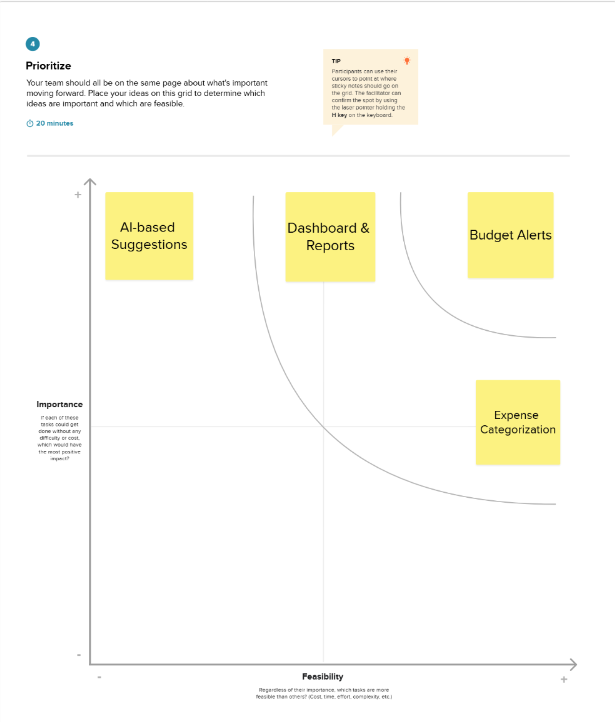 4
Prioritize
Your team should all be on the same page about what's important
moving forward. Place your ideas on this grid to determine which
ideas are important and which are feasible.
20 minutes
TIP
Participants can use their
cursors to point at where
sticky notes should go on
the grid. The facilitator can
confirm the spot by using
the laser pointer holding the
H key on the keyboard.
+
AI-based
Suggestions
Dashboard &
Reports
Budget Alerts
Importance
If each of these
tasks could get
done without any
difficulty or cost,
which would have
the most positive
impact?
Expense
Categorization
-
-
Feasibility
+
Regardless of their importance, which tasks are more
feasible than others? (Cost, time, effort, complexity, etc.)